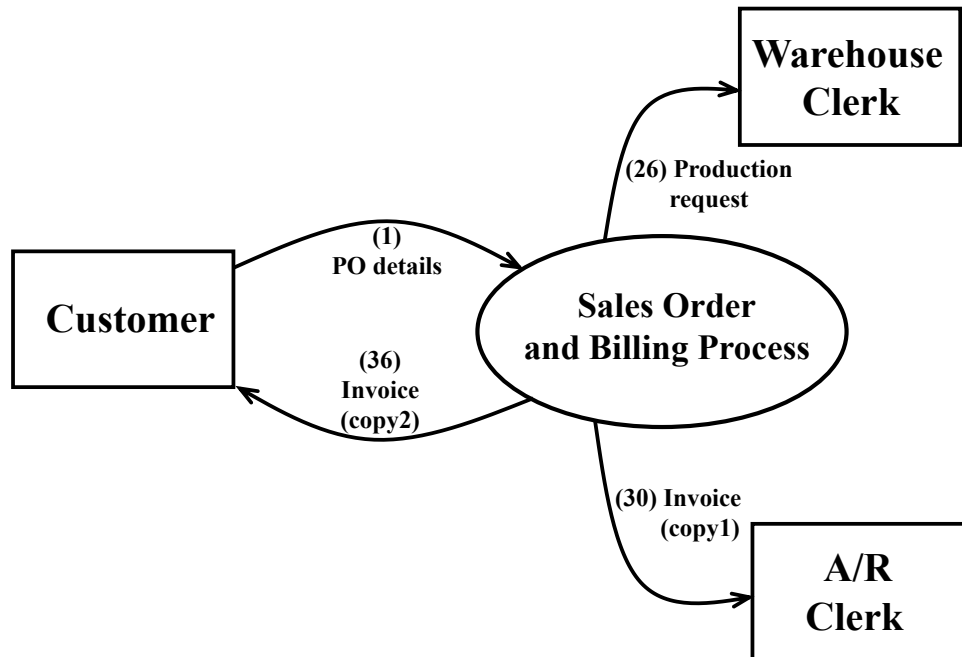 Warehouse
Clerk
(26) Production
request
(1)
PO details
Customer
Sales Order
and Billing Process
(36)
Invoice
(copy2)
(30) Invoice
(copy1)
A/R
Clerk